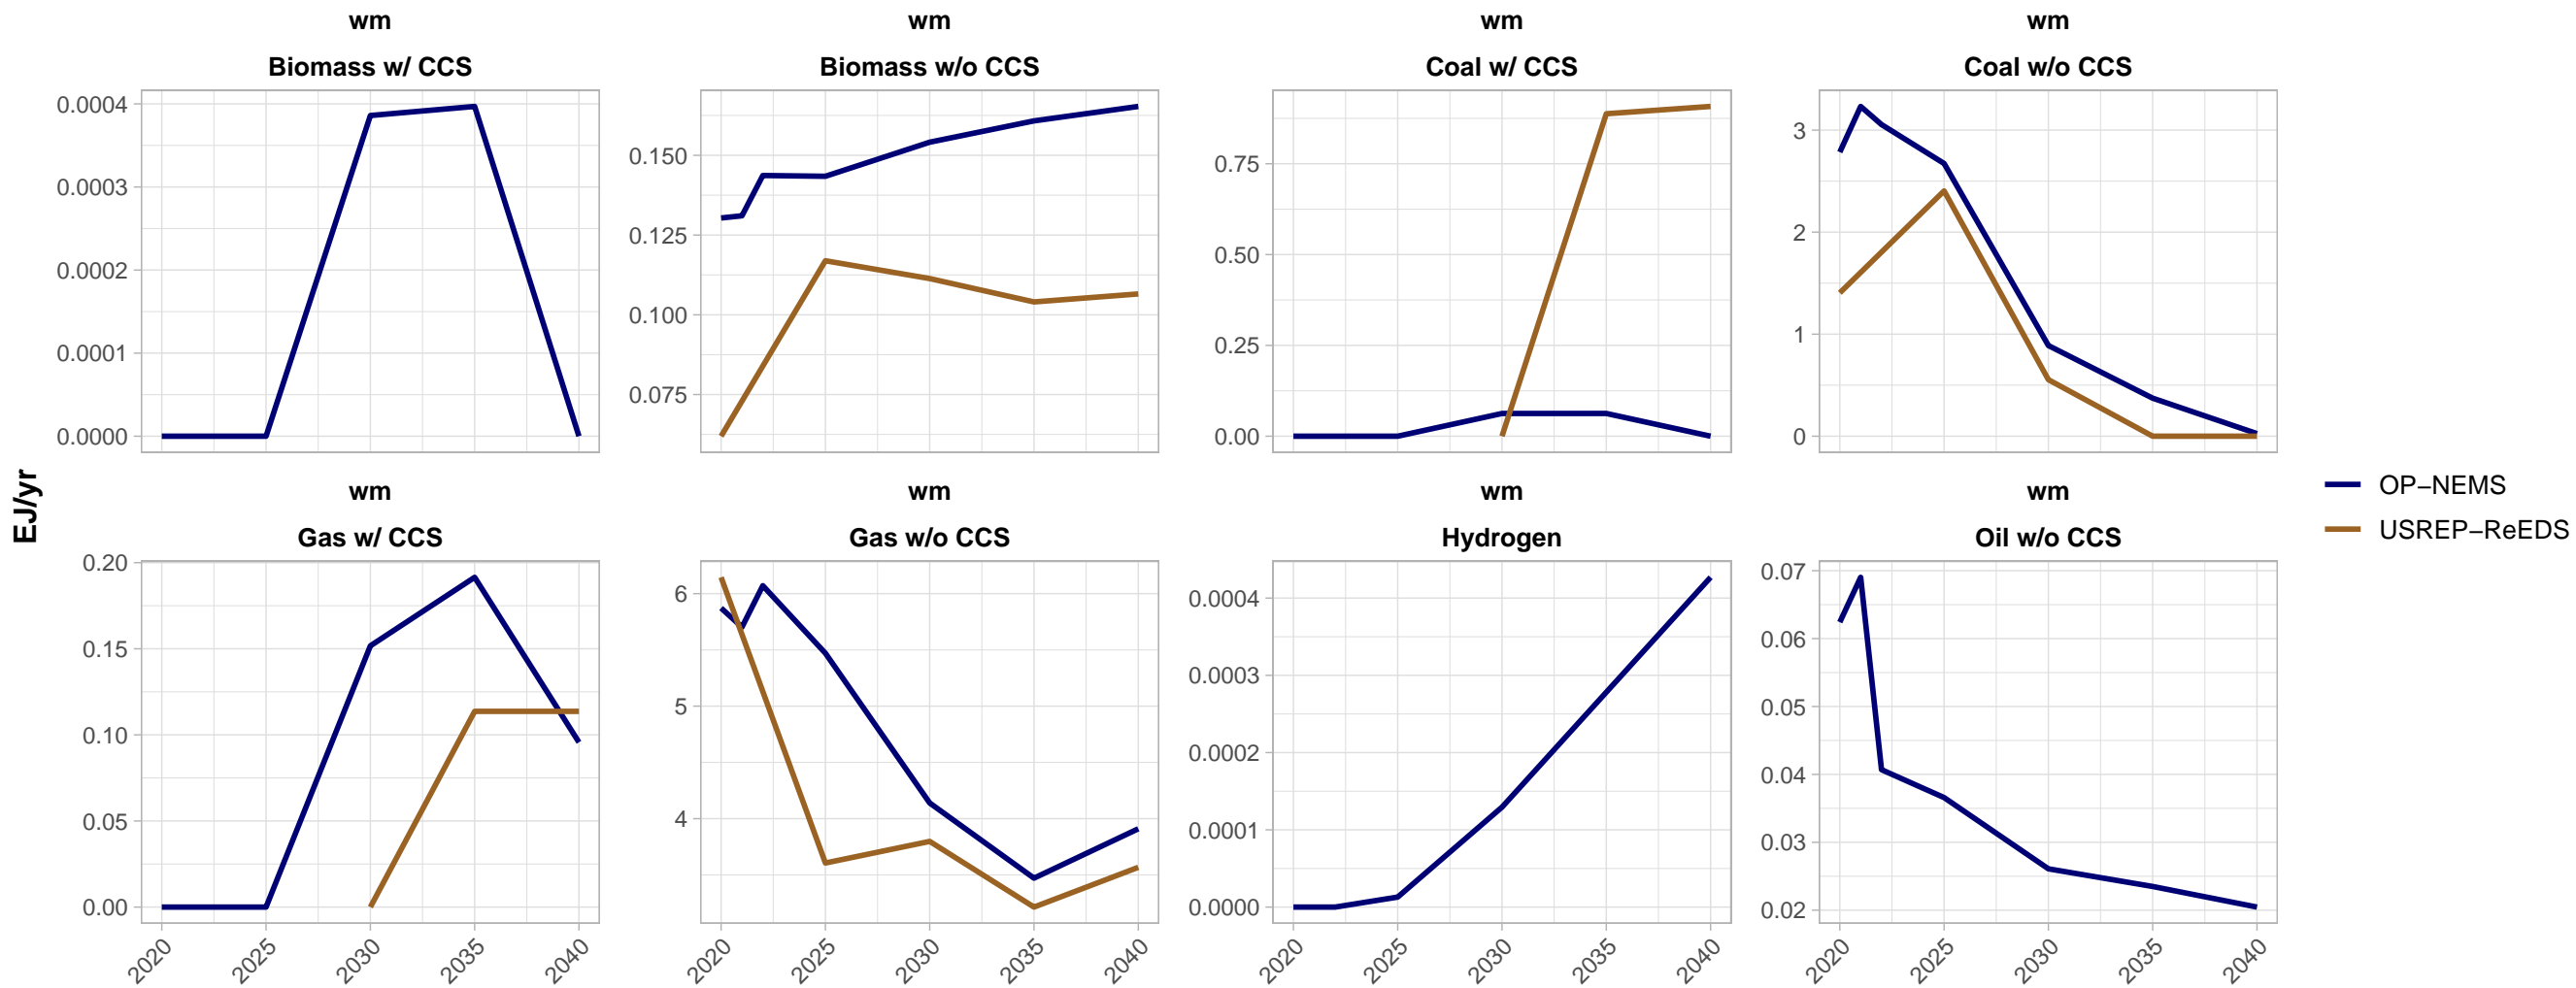 wm
wm
wm
wm
Biomass w/ CCS
Biomass w/o CCS
Coal w/ CCS
Coal w/o CCS
0.0004
0.0003
0.0002
0.0001
0.0000
0.150
0.125
0.100
0.075
0.75
0.50
0.25
0.00
3
2
1
0
EJ/yr
wm
wm
wm
wm
Gas w/ CCS
Gas w/o CCS
Hydrogen
Oil w/o CCS
0.20
0.15
0.10
0.05
0.00
6
5
4
0.0004
0.0003
0.0002
0.0001
0.0000
0.07
0.06
0.05
0.04
0.03
0.02
2020 2025 2030 2035 2040
2020 2025 2030 2035 2040
2020 2025 2030 2035 2040
2020 2025 2030 2035 2040
OP−NEMS
USREP−ReEDS